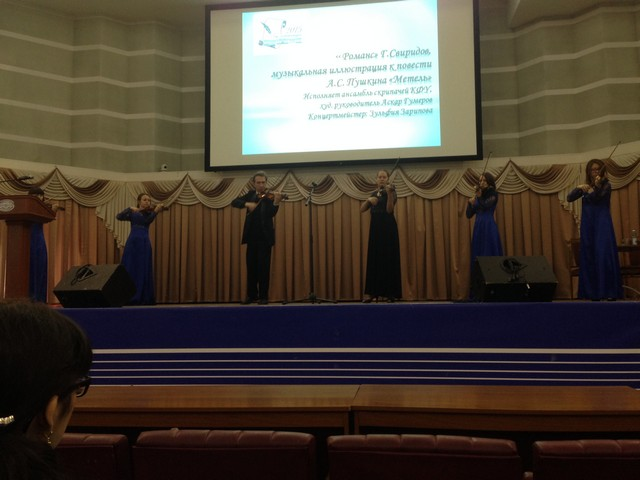 «Романс» Г.Свиридов,
музыкальная иллюстрация к повести
А.С. Пушкина «Метель»
Исполняет ансамбль скрипачей КФУ,
худ. руководитель Аскар Гумеров
Концертмейстер: Зульфия Зарипова